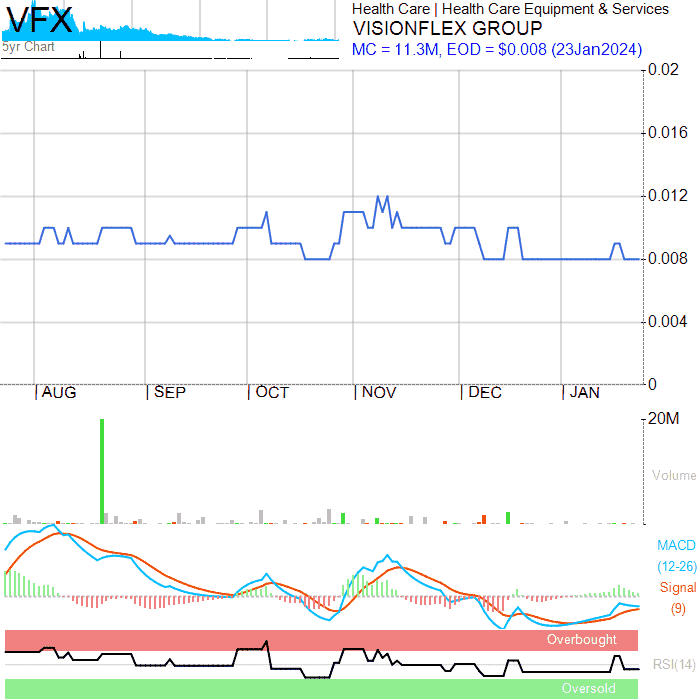 VFX
5yr Chart
Health Care | Health Care Equipment & Services
VISIONFLEX GROUP
MC = 11.3M, EOD = $0.008 (23Jan2024)
0.02
0.016
0.012
0.008
0.004
0
|AUG |SEP |OCT |NOV |DEC |JAN
20M
Volume
MACD
(12-26)
Signal
(9)
Overbought
RSI(14)
Oversold